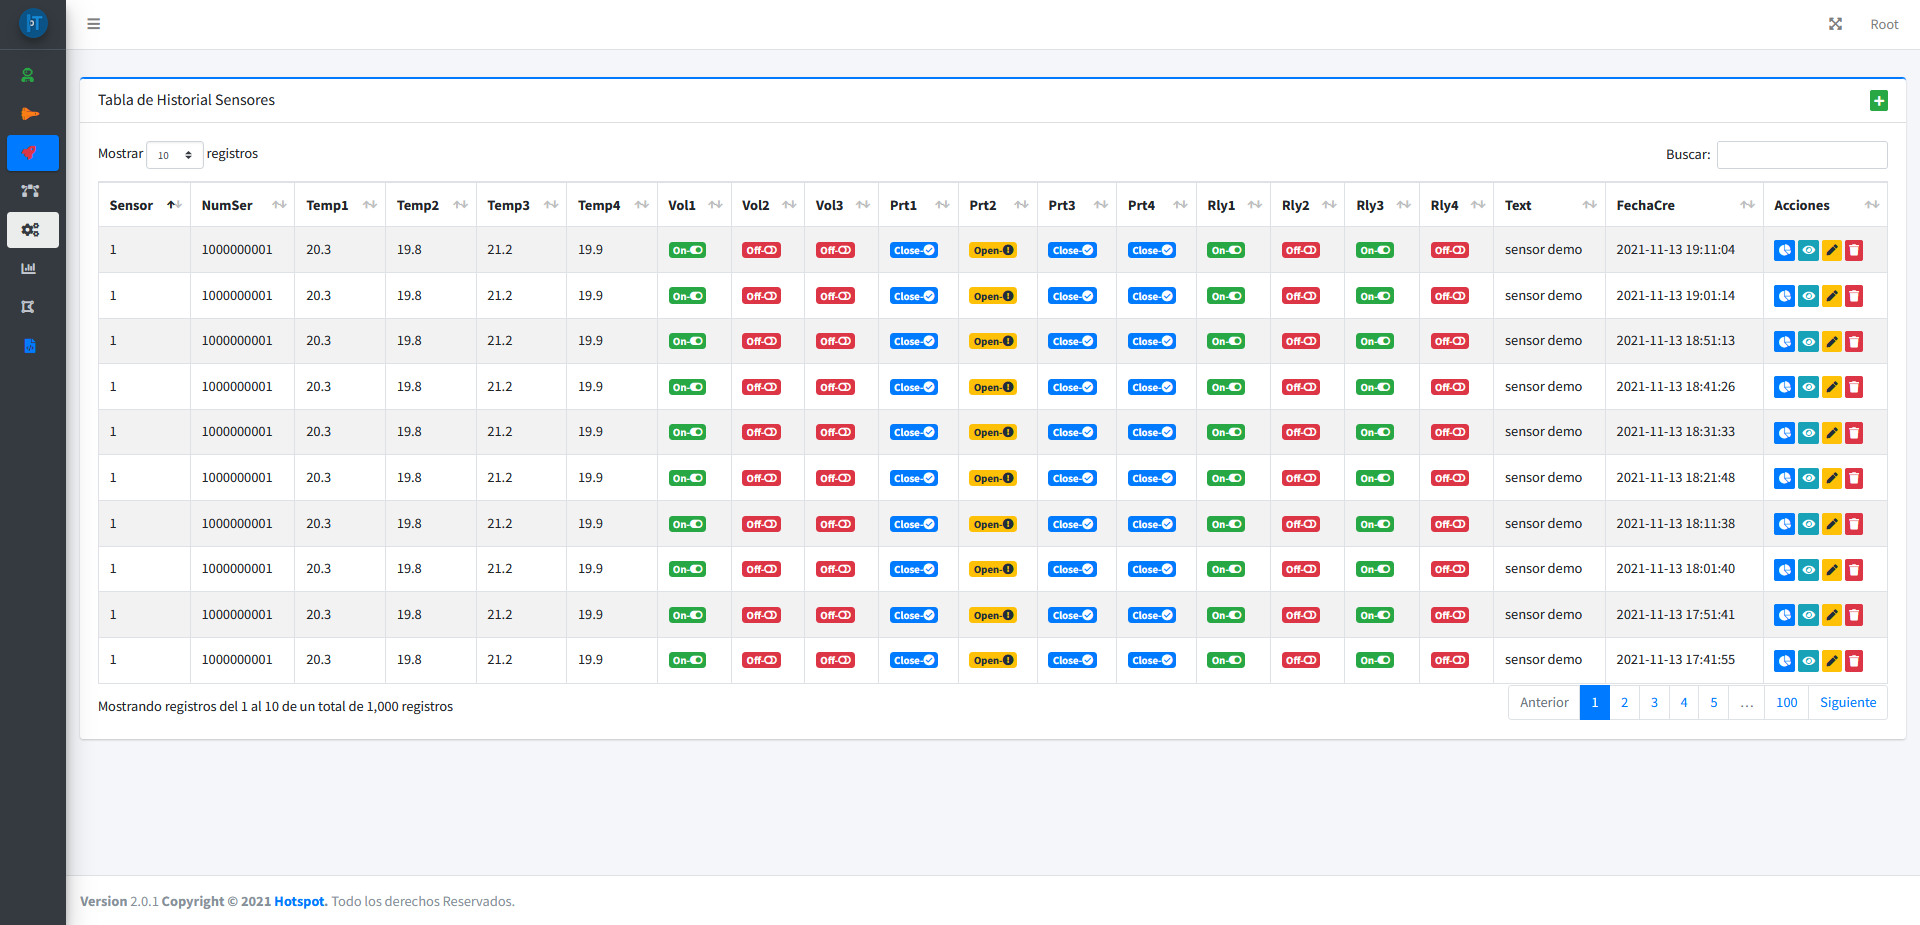 Root
Tabla de Historial Sensores
Mostrar 10 registros Buscar:
Sensor NumSer Temp1 Temp2 Temp3 Temp4 Vol1 Vol2 Vol3 Prt1 Prt2 Prt3 Prt4 Rly1 Rly2 Rly3 Rly4 Text FechaCre Acciones
1 1000000001 20.3 19.8 21.2 19.9 On- Off- Off- Close- Open- Close- Close- On- Off- On- Off- sensor demo 2021-11-13 19:11:04
1 1000000001 20.3 19.8 21.2 19.9 On- Off- Off- Close- Open- Close- Close- On- Off- On- Off- sensor demo 2021-11-13 19:01:14
1 1000000001 20.3 19.8 21.2 19.9 On- Off- Off- Close- Open- Close- Close- On- Off- On- Off- sensor demo 2021-11-13 18:51:13
1 1000000001 20.3 19.8 21.2 19.9 On- Off- Off- Close- Open- Close- Close- On- Off- On- Off- sensor demo 2021-11-13 18:41:26
1 1000000001 20.3 19.8 21.2 19.9 On- Off- Off- Close- Open- Close- Close- On- Off- On- Off- sensor demo 2021-11-13 18:31:33
1 1000000001 20.3 19.8 21.2 19.9 On- Off- Off- Close- Open- Close- Close- On- Off- On- Off- sensor demo 2021-11-13 18:21:48
1 1000000001 20.3 19.8 21.2 19.9 On- Off- Off- Close- Open- Close- Close- On- Off- On- Off- sensor demo 2021-11-13 18:11:38
1 1000000001 20.3 19.8 21.2 19.9 On- Off- Off- Close- Open- Close- Close- On- Off- On- Off- sensor demo 2021-11-13 18:01:40
1 1000000001 20.3 19.8 21.2 19.9 On- Off- Off- Close- Open- Close- Close- On- Off- On- Off- sensor demo 2021-11-13 17:51:41
1 1000000001 20.3 19.8 21.2 19.9 On- Off- Off- Close- Open- Close- Close- On- Off- On- Off- sensor demo 2021-11-13 17:41:55
Mostrando registros del 1 al 10 de un total de 1,000 registros
Anterior 1 2 3 4 5 … 100 Siguiente
Version 2.0.1 Copyright © 2021 Hotspot. Todo los derechos Reservados.